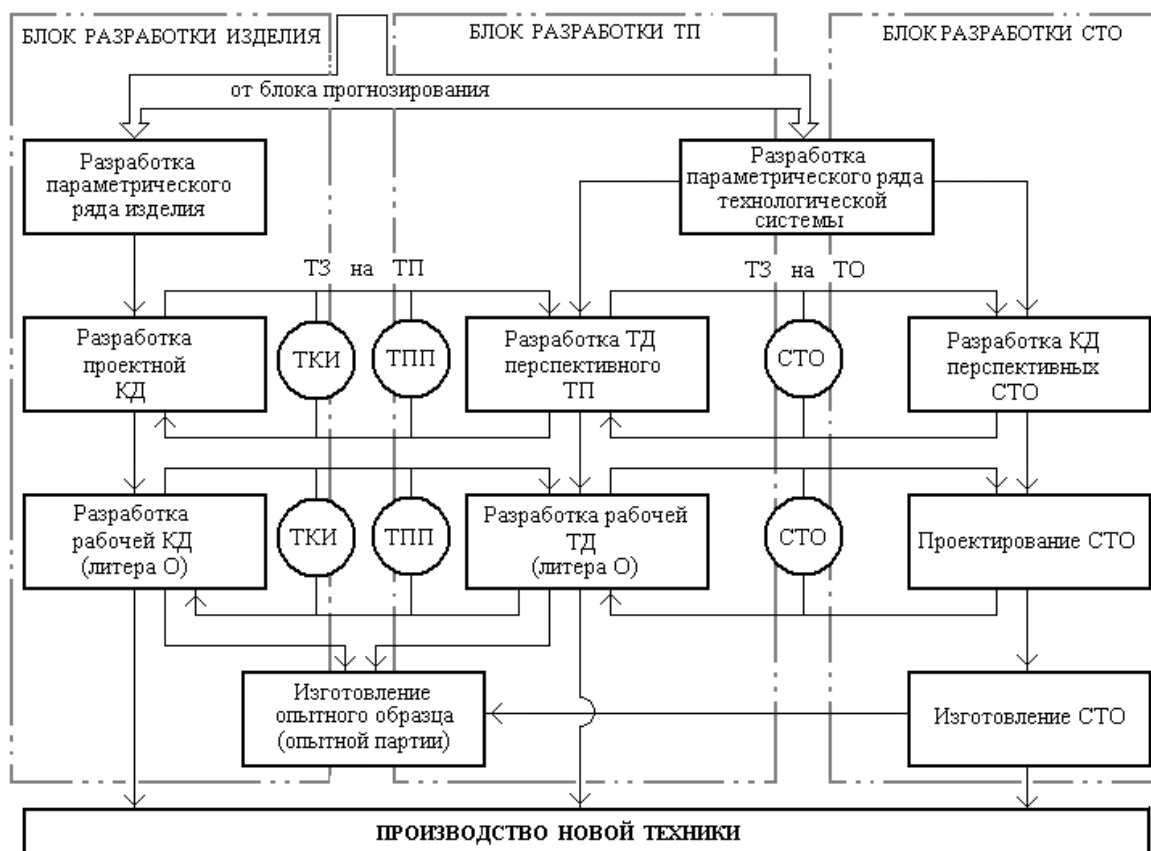 БЛОК РАЗРАБОТКИ ИЗДЕЛИЯ
БЛОК РАЗРАБОТКИ ТП
БЛОК РАЗРАБОТКИ СТО
от блока прогнозирования
Разработка
параметрического
ряда изделия
Разработка
параметрического ряда
технологической
системы
ТЗ на ТП
ТЗ на ТО
Разработка
проектной
КД
ТКИ
ТПП
Разработка ТД
перспективного
ТП
СТО
Разработка КД
перспективных
СТО
Разработка
рабочей КД
(литера О)
ТКИ
ТПП
Разработка рабочей
ТД
(литера О)
СТО
Проектирование СТО
Изготовление
опытного образца
(опытной партии)
Изготовление СТО
ПРОИЗВОДСТВО НОВОЙ ТЕХНИКИ